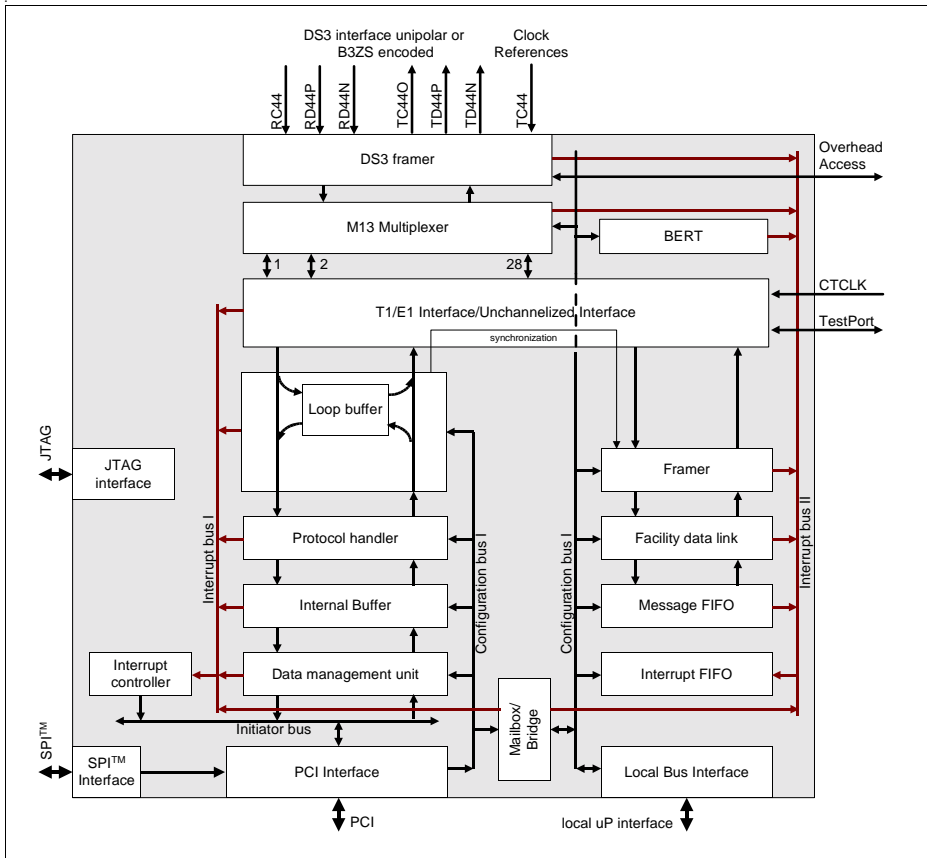 DS3 interface unipolar or
B3ZS encoded
Clock
References
RC44
RD44P
RD44N
TC44O
TD44P
TD44N
TC44
DS3 framer
Overhead
Access
M13 Multiplexer
BERT
1
2
28
CTCLK
T1/E1 Interface/Unchannelized Interface
TestPort
synchronization
Loop buffer
JTAG
JTAG
interface
Framer
Interrupt bus I
Protocol handler
Configuration bus I
Configuration bus I
Facility data link
Interrupt bus II
Internal Buffer
Message FIFO
Interrupt
controller
Data management unit
Interrupt FIFO
Initiator bus
Mailbox/
Bridge
SPI™
SPI™
Interface
PCI Interface
Local Bus Interface
PCI
local uP interface